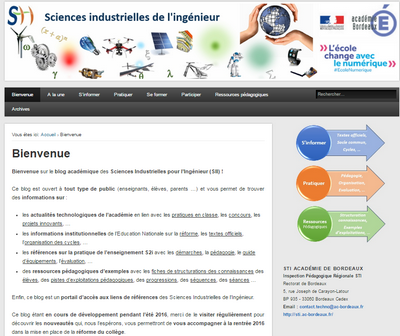 SII
Sciences industrielles de l'ingénieur
académie
Bordeaux
L'école
change avec
le numérique
#EcoleNumerique
Bienvenue
A la une
S'informer
Pratiquer
Se former
Participer
Ressources pédagogiques
Rechercher...
Archives
Vous êtes ici: Accueil › Bienvenue
Bienvenue
Bienvenue sur le blog académique des Sciences Industrielles pour l'Ingénieur (SII) !
Ce blog est ouvert à tout type de public (enseignants, élèves, parents ...) et vous permet de trouver
des informations sur :
les actualités technologiques de l'académie en lien avec les pratiques en classe, les concours, les
projets innovants, ...
les informations institutionnelles de l'Education Nationale sur la réforme, les textes officiels,
l'organisation des cycles, ...
les références sur la pratique de l'enseignement S2i avec les démarches, la pédagogie, le guide
d'équipements, l'évaluation, ...
des ressources pédagogiques d'exemples avec les fiches de structurations des connaissances des
élèves, des pistes d'exploitations pédagogiques, des progressions, des séquences, des séances ...
Enfin, ce blog est un portail d'accès aux liens de références des Sciences Industrielles de l'Ingénieur.
Ce blog étant en cours de développement pendant l'été 2016, merci de le visiter régulièrement pour
découvrir les nouveautés qui, nous l'espérons, vous permettront de vous accompagner à la rentrée 2016
dans la mise en place de la réforme du collège.
S'informer
Textes officiels,
Socle commun,
Cycles, ...
Pratiquer
Pédagogie,
Organisation,
Evaluation, ...
Ressources
Structuration
connaissances,
Exemples
d'exploitations, ...
STI ACADÉMIE DE BORDEAUX
Inspection Pédagogique Régionale STI
Rectorat de Bordeaux
5, rue Joseph de Carayon-Latour
BP 935 - 33060 Bordeaux Cedex
Email : contact.techno@ac-bordeaux.fr
http://sti.ac-bordeaux.fr/